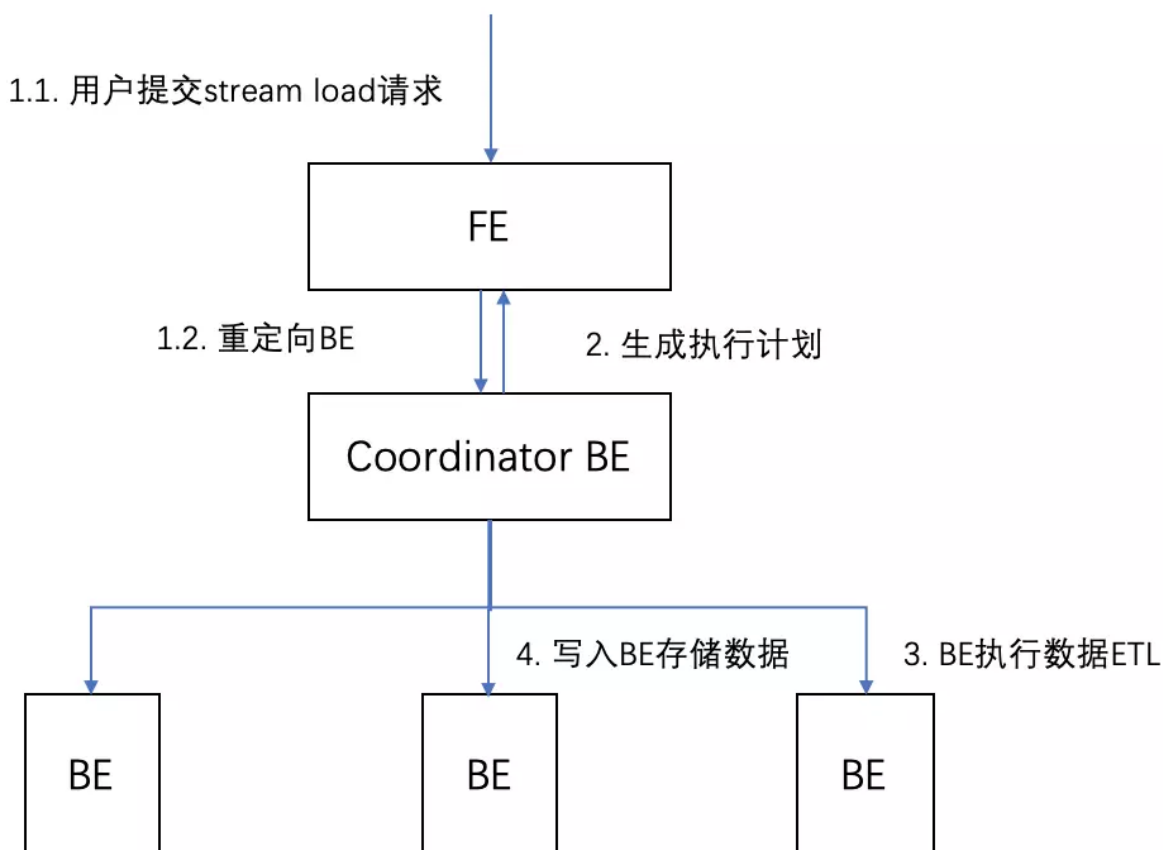 1.1. 用户提交stream load请求
FE
1.2. 重定向BE
2. 生成执行计划
Coordinator BE
4. 写入BE存储数据
3. BE执行数据ETL
BE
BE
BE